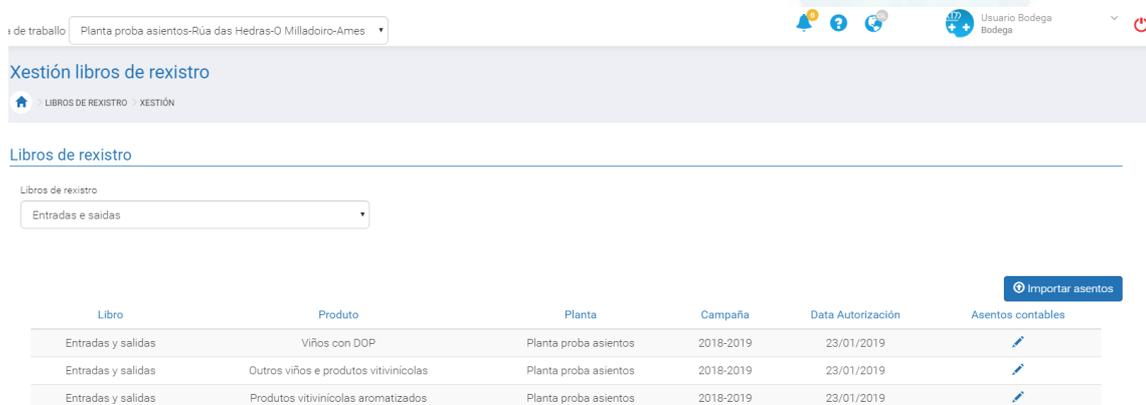 de traballo Planta proba asientos-Rúa das Hedras-O Milladoiro-Ames
Usuario Bodega
Bodega
Xestión libros de rexistro
> LIBROS DE REXISTRO > XESTIÓN
Libros de rexistro
Libros de rexistro
Entradas e saidas
Importar asentos
Libro Produto Planta Campaña Data Autorización Asentos contables
Entradas y salidas Viños con DOP Planta proba asientos 2018-2019 23/01/2019
Entradas y salidas Outros viños e produtos vitivinícolas Planta proba asientos 2018-2019 23/01/2019
Entradas y salidas Produtos vitivinícolas aromatizados Planta proba asientos 2018-2019 23/01/2019